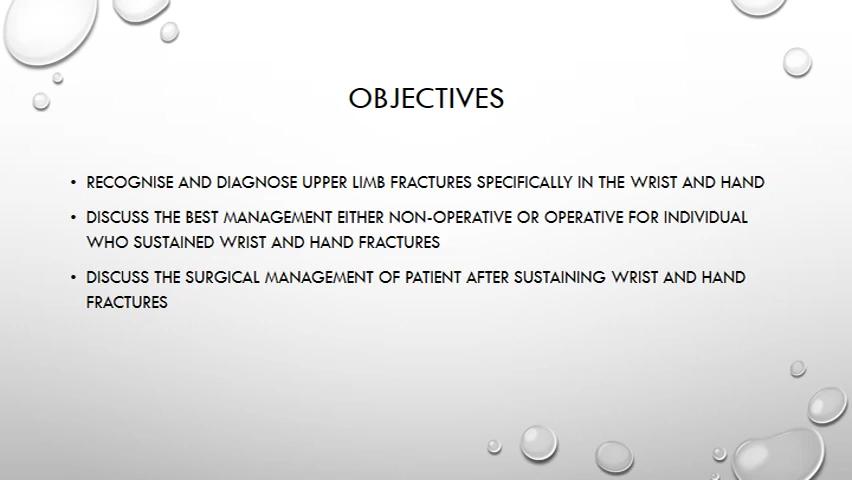 OBJECTIVES
• RECOGNISE AND DIAGNOSE UPPER LIMB FRACTURES SPECIFICALLY IN THE WRIST AND HAND
• DISCUSS THE BEST MANAGEMENT EITHER NON-OPERATIVE OR OPERATIVE FOR INDIVIDUAL
WHO SUSTAINED WRIST AND HAND FRACTURES
• DISCUSS THE SURGICAL MANAGEMENT OF PATIENT AFTER SUSTAINING WRIST AND HAND
FRACTURES